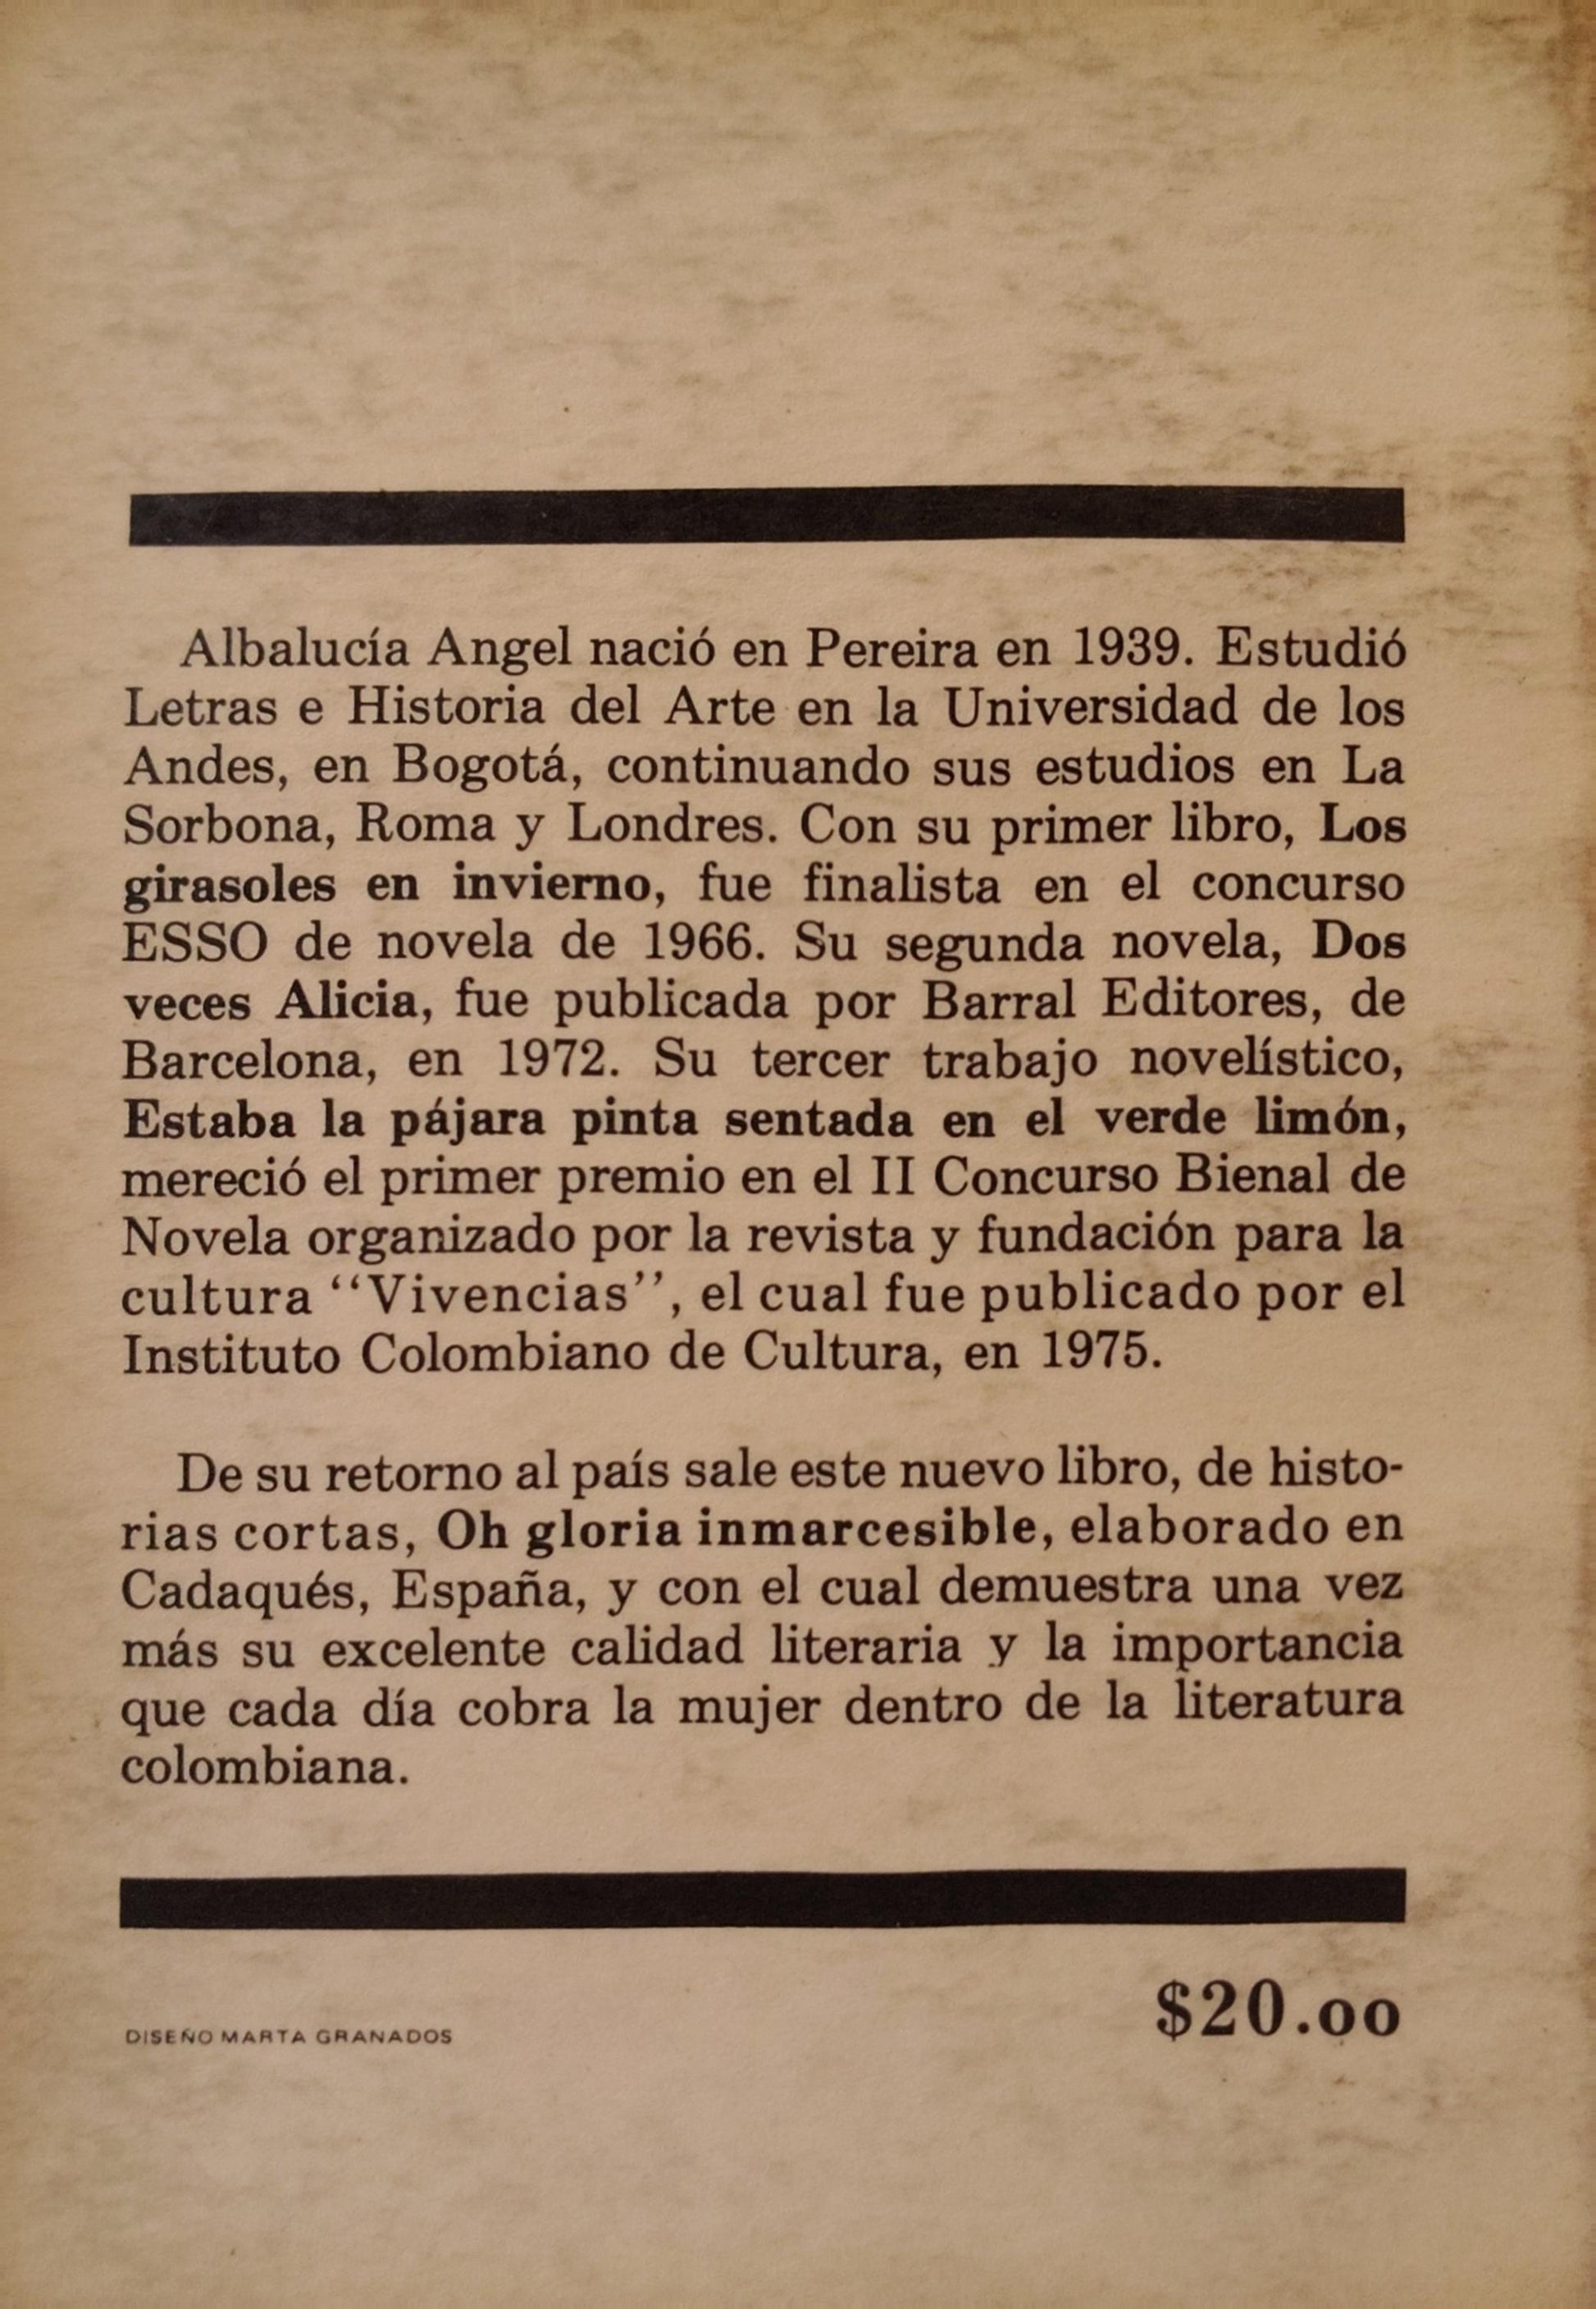 Albalucía Angel nació en Pereira en 1939. Estudió
Letras e Historia del Arte en la Universidad de los
Andes, en Bogotá, continuando sus estudios en La
Sorbona, Roma y Londres. Con su primer libro, Los
girasoles en invierno, fue finalista en el concurso
ESSO de novela de 1966. Su segunda novela, Dos
veces Alicia, fue publicada por Barral Editores, de
Barcelona, en 1972. Su tercer trabajo novelístico,
Estaba la pájara pinta sentada en el verde limón,
mereció el primer premio en el II Concurso Bienal de
Novela organizado por la revista y fundación para la
cultura ‘‘Vivencias’’, el cual fue publicado por el
Instituto Colombiano de Cultura, en 1975.
De su retorno al país sale este nuevo libro, de histo-
rias cortas, Oh gloria inmarcesible, elaborado en
Cadaqués, España, y con el cual demuestra una vez
más su excelente calidad literaria y la importancia
que cada día cobra la mujer dentro de la literatura
colombiana.
DISEÑO MARTA GRANADOS
$20.oo